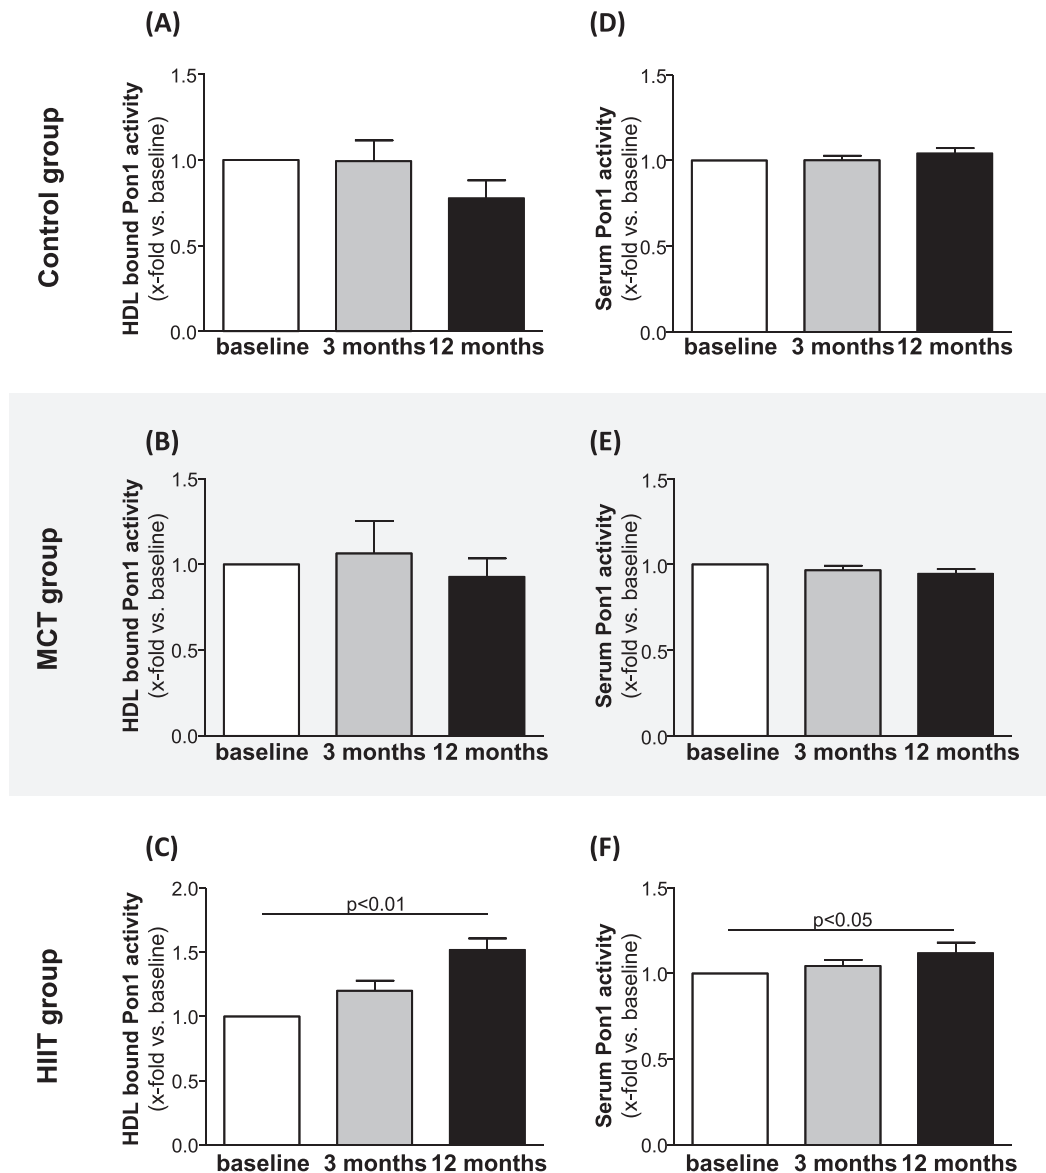 (A)
Control group
HDL bound Pon1 activity
(x-fold vs. baseline)
1.5
1.0
0.5
0.0
baseline 3 months 12 months
(D)
Serum Pon1 activity
(x-fold vs. baseline)
1.5
1.0
0.5
0.0
baseline 3 months 12 months
(B)
MCT group
HDL bound Pon1 activity
(x-fold vs. baseline)
1.5
1.0
0.5
0.0
baseline 3 months 12 months
(E)
Serum Pon1 activity
(x-fold vs. baseline)
1.5
1.0
0.5
0.0
baseline 3 months 12 months
(C)
HIIT group
HDL bound Pon1 activity
(x-fold vs. baseline)
2.0
1.5
1.0
0.5
0.0
p<0.01
baseline 3 months 12 months
(F)
Serum Pon1 activity
(x-fold vs. baseline)
1.5
1.0
0.5
0.0
p<0.05
baseline 3 months 12 months